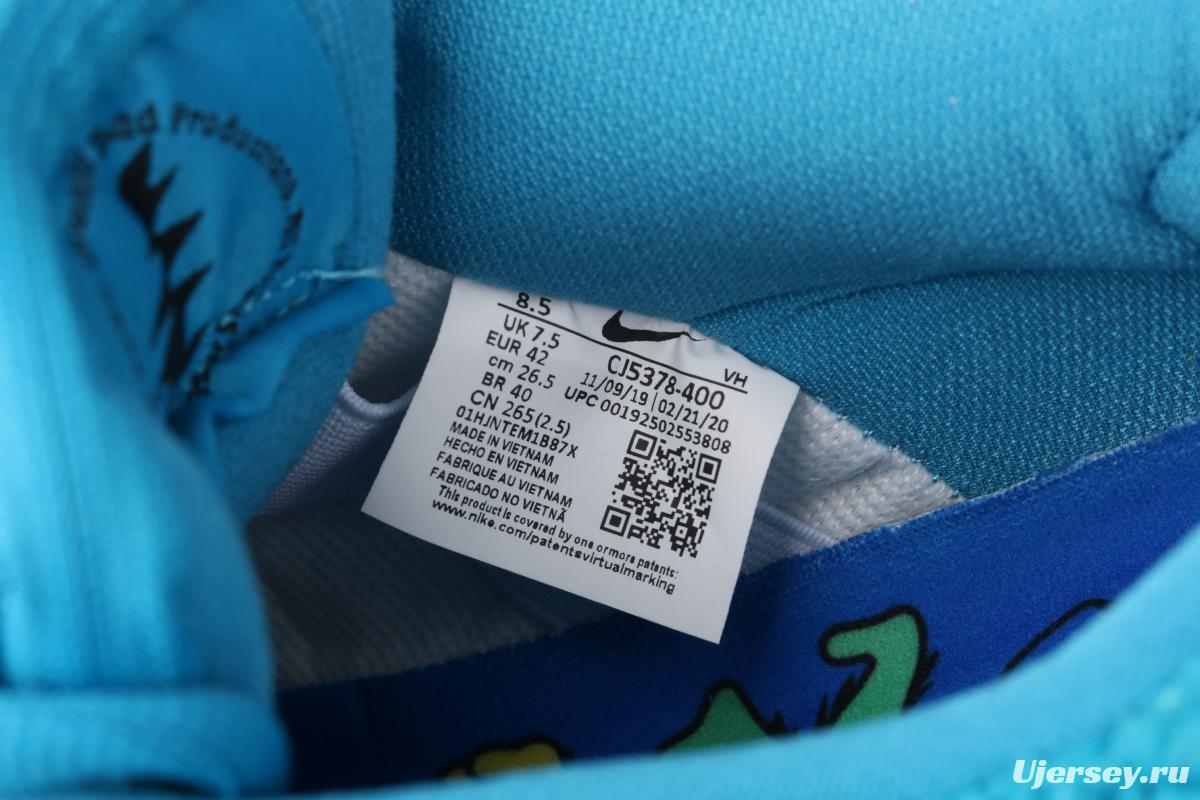 Road Productions
8.5
UK 7.5
EUR 42
cm 26.5
BR 40
CN 265(2.5)
CJ5378-400
VH
11/09/19 | 02/21/20
UPC 00192502553808
01HJNTEM1B87X
MADE IN VIETNAM
HECHO EN VIETNAM
FABRIQUE AU VIETNAM
FABRICADO NO VIETNÃ
This product is covered by one or more patents:
www.nike.com/patentsvirtualmarking
Ujersey.ru